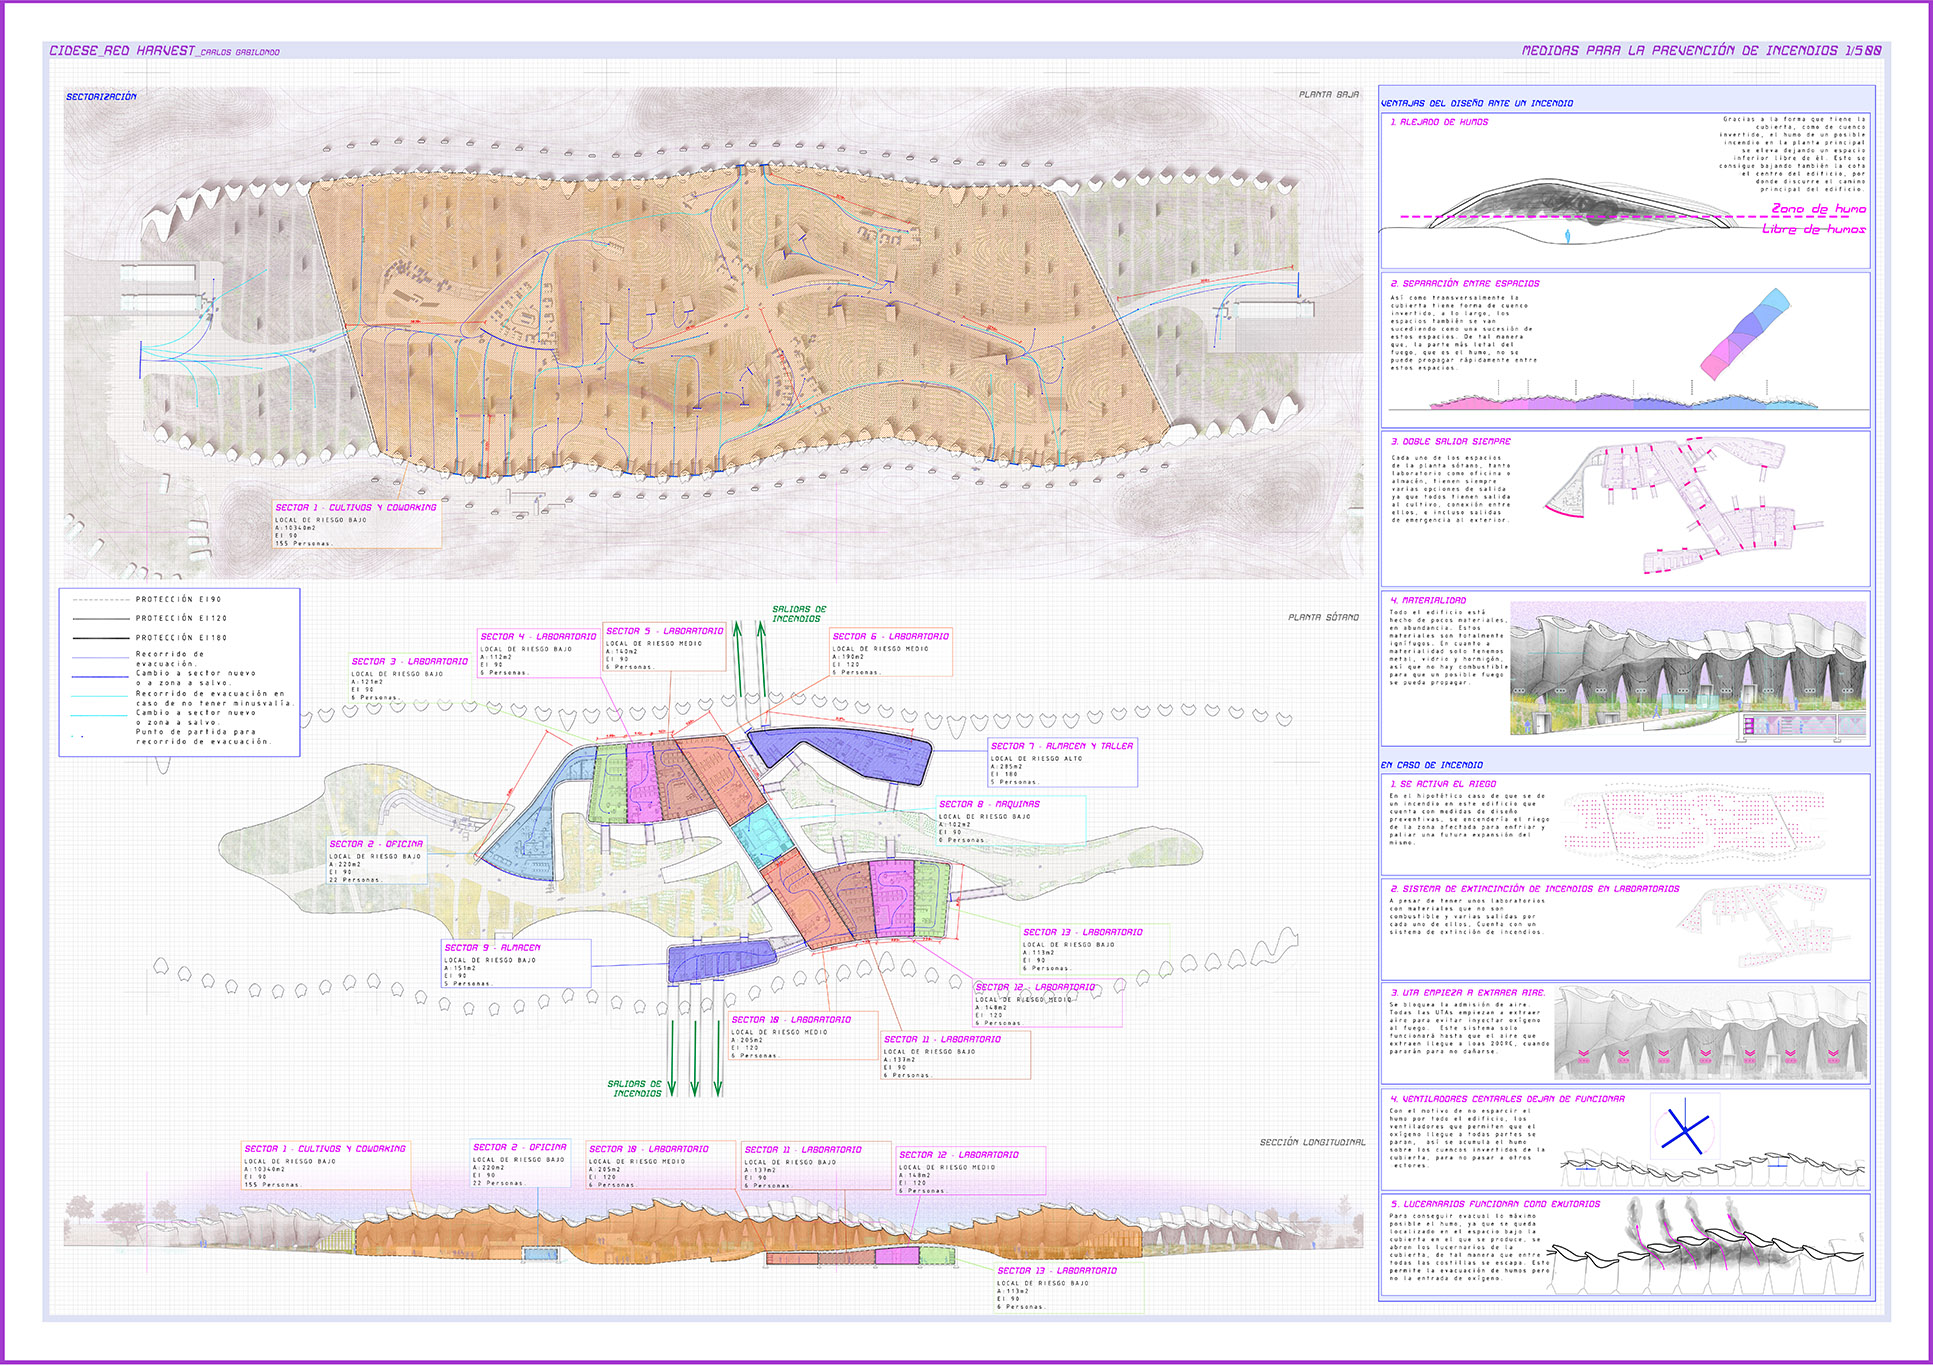 CIDESE_RED HARVEST_CARLOS GABILONDO
MEDIDAS PARA LA PREVENCIÓN DE INCENDIOS 1/500
SECTORIZACIÓN
PLANTA BAJA
SECTOR 1 - CULTIVOS Y COWORKING
LOCAL DE RIESGO BAJO
A:10340m2
EI 90
155 Personas.
PROTECCIÓN EI90
PROTECCIÓN EI120
PROTECCIÓN EI180
Recorrido de
evacuación.
Cambio a sector nuevo
o a zona a salvo.
Recorrido de evacuación en
caso de no tener minusvalía.
Cambio a sector nuevo
o zona a salvo.
Punto de partida para
recorrido de evacuación.
PLANTA SÓTANO
SALIDAS DE
INCENDIOS
SECTOR 3 - LABORATORIO
LOCAL DE RIESGO BAJO
A:121m2
EI 90
6 Personas.
SECTOR 4 - LABORATORIO
LOCAL DE RIESGO BAJO
A:112m2
EI 90
6 Personas.
SECTOR 5 - LABORATORIO
LOCAL DE RIESGO MEDIO
A:140m2
EI 90
6 Personas.
SECTOR 6 - LABORATORIO
LOCAL DE RIESGO MEDIO
A:190m2
EI 120
6 Personas.
SECTOR 7 - ALMACEN Y TALLER
LOCAL DE RIESGO ALTO
A:285m2
EI 180
5 Personas.
SECTOR 8 - MAQUINAS
LOCAL DE RIESGO BAJO
A:102m2
EI 90
0 Personas.
SECTOR 2 - OFICINA
LOCAL DE RIESGO BAJO
A:220m2
EI 90
22 Personas.
SECTOR 9 - ALMACEN
LOCAL DE RIESGO BAJO
A:151m2
EI 90
5 Personas.
SECTOR 13 - LABORATORIO
LOCAL DE RIESGO BAJO
A:113m2
EI 90
6 Personas.
SECTOR 12 - LABORATORIO
LOCAL DE RIESGO MEDIO
A:148m2
EI 120
6 Personas.
SECTOR 10 - LABORATORIO
LOCAL DE RIESGO MEDIO
A:205m2
EI 120
6 Personas.
SECTOR 11 - LABORATORIO
LOCAL DE RIESGO BAJO
A:137m2
EI 90
6 Personas.
SALIDAS DE
INCENDIOS
SECCIÓN LONGITUDINAL
SECTOR 1 - CULTIVOS Y COWORKING
LOCAL DE RIESGO BAJO
A:10340m2
EI 90
155 Personas.
SECTOR 2 - OFICINA
LOCAL DE RIESGO BAJO
A:220m2
EI 90
22 Personas.
SECTOR 10 - LABORATORIO
LOCAL DE RIESGO MEDIO
A:205m2
EI 120
6 Personas.
SECTOR 11 - LABORATORIO
LOCAL DE RIESGO BAJO
A:137m2
EI 90
6 Personas.
SECTOR 12 - LABORATORIO
LOCAL DE RIESGO MEDIO
A:148m2
EI 120
6 Personas.
SECTOR 13 - LABORATORIO
LOCAL DE RIESGO BAJO
A:113m2
EI 90
6 Personas.
VENTAJAS DEL DISEÑO ANTE UN INCENDIO
1. ALEJADO DE HUMOS
Gracias a la forma que tiene la
cubierta, como de cuenco
invertido, el humo de un posible
incendio en la planta principal
se eleva dejando un espacio
inferior libre de él. Esto se
consigue bajando también la cota
el centro del edificio, por
donde discurre el camino
principal del edificio.
Zona de humo
Libre de humos
2. SEPARACIÓN ENTRE ESPACIOS
Así como transversalmente la
cubierta tiene forma de cuenco
invertido, a lo largo, los
espacios también se van
sucediendo como una sucesión de
estos espacios. De tal manera
que, la parte más letal del
fuego, que es el humo, no se
puede propagar rápidamente entre
estos espacios.
3. DOBLE SALIDA SIEMPRE
Cada uno de los espacios
de la planta sótano, tanto
laboratorio como oficina o
almacén, tienen siempre
varias opciones de salida
ya que todos tienen salida
al cultivo, conexión entre
ellos, e incluso salidas
de emergencia al exterior.
4. MATERIALIDAD
Todo el edificio está
hecho de pocos materiales,
en abundancia. Estos
materiales son totalmente
ignífugos. En cuanto a
materialidad solo tenemos
metal, vidrio y hormigón,
así que no hay combustible
para que un posible fuego
se pueda propagar.
EN CASO DE INCENDIO
1. SE ACTIVA EL RIEGO
En el hipotético caso de que se de
un incendio en este edificio que
cuenta con medidas de diseño
preventivas, se encendería el riego
de la zona afectada para enfriar y
paliar una futura expansión del
mismo.
2. SISTEMA DE EXTINCINCIÓN DE INCENDIOS EN LABORATORIOS
A pesar de tener unos laboratorios
con materiales que no son
combustible y varias salidas por
cada uno de ellos, Cuenta con un
sistema de extinción de incendios.
3. UTA EMPIEZA A EXTRAER AIRE.
Se bloquea la admisión de aire.
Todas las UTAs empiezan a extraer
aire para evitar inyectar oxígeno
al fuego. Este sistema solo
funcionará hasta que el aire que
extraen llegue a loas 200ºC, cuando
pararán para no dañarse.
4. VENTILADORES CENTRALES DEJAN DE FUNCIONAR
Con el motivo de no esparcir el
humo por todo el edificio, los
ventiladores que permiten que el
oxígeno llegue a todas partes se
paran, así se acumula el humo
sobre los cuencos invertidos de la
cubierta, para no pasar a otros
sectores.
5. LUCERNARIOS FUNCIONAN COMO EXUTORIOS
Para conseguir evacuar lo máximo
posible el humo, ya que se queda
localizado en el espacio bajo la
cubierta en el que se produce, se
abren los lucernarios de la
cubierta, de tal manera que entre
todas las costillas se escapa. Esto
permite la evacuación de humos pero
no la entrada de oxígeno.